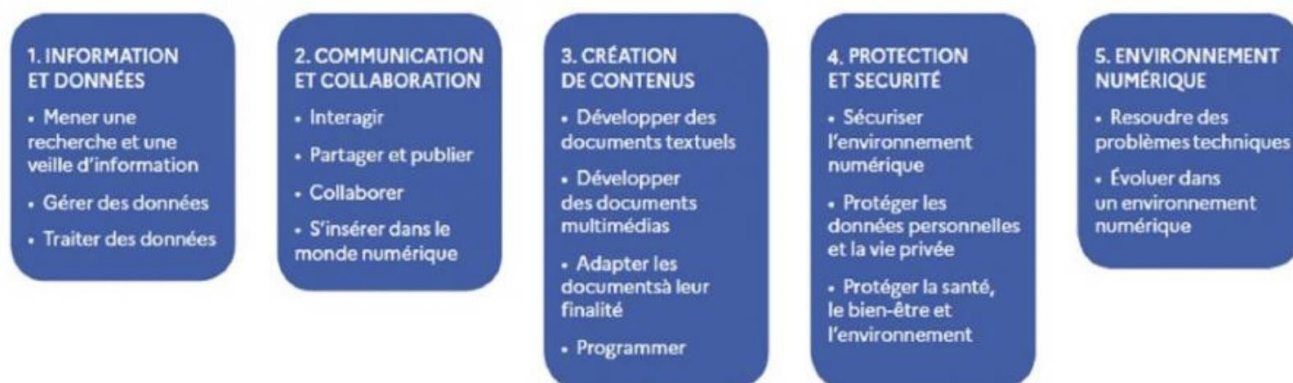 1. INFORMATION
ET DONNÉES
• Mener une
recherche et une
veille d'information
• Gérer des données
• Traiter des données
2. COMMUNICATION
ET COLLABORATION
• Interagir
• Partager et publier
• Collaborer
• S'insérer dans le
monde numérique
3. CRÉATION
DE CONTENUS
• Développer des
documents textuels
• Développer
des documents
multimédias
• Adapter les
documentsà leur
finalité
• Programmer
4. PROTECTION
ET SECURITÉ
• Sécuriser
l'environnement
numérique
• Protéger les
données personnelles
et la vie privée
• Protéger la santé,
le bien-être et
l'environnement
5. ENVIRONNEMENT
NUMÉRIQUE
• Resoudre des
problèmes techniques
• Évoluer dans
un environnement
numérique